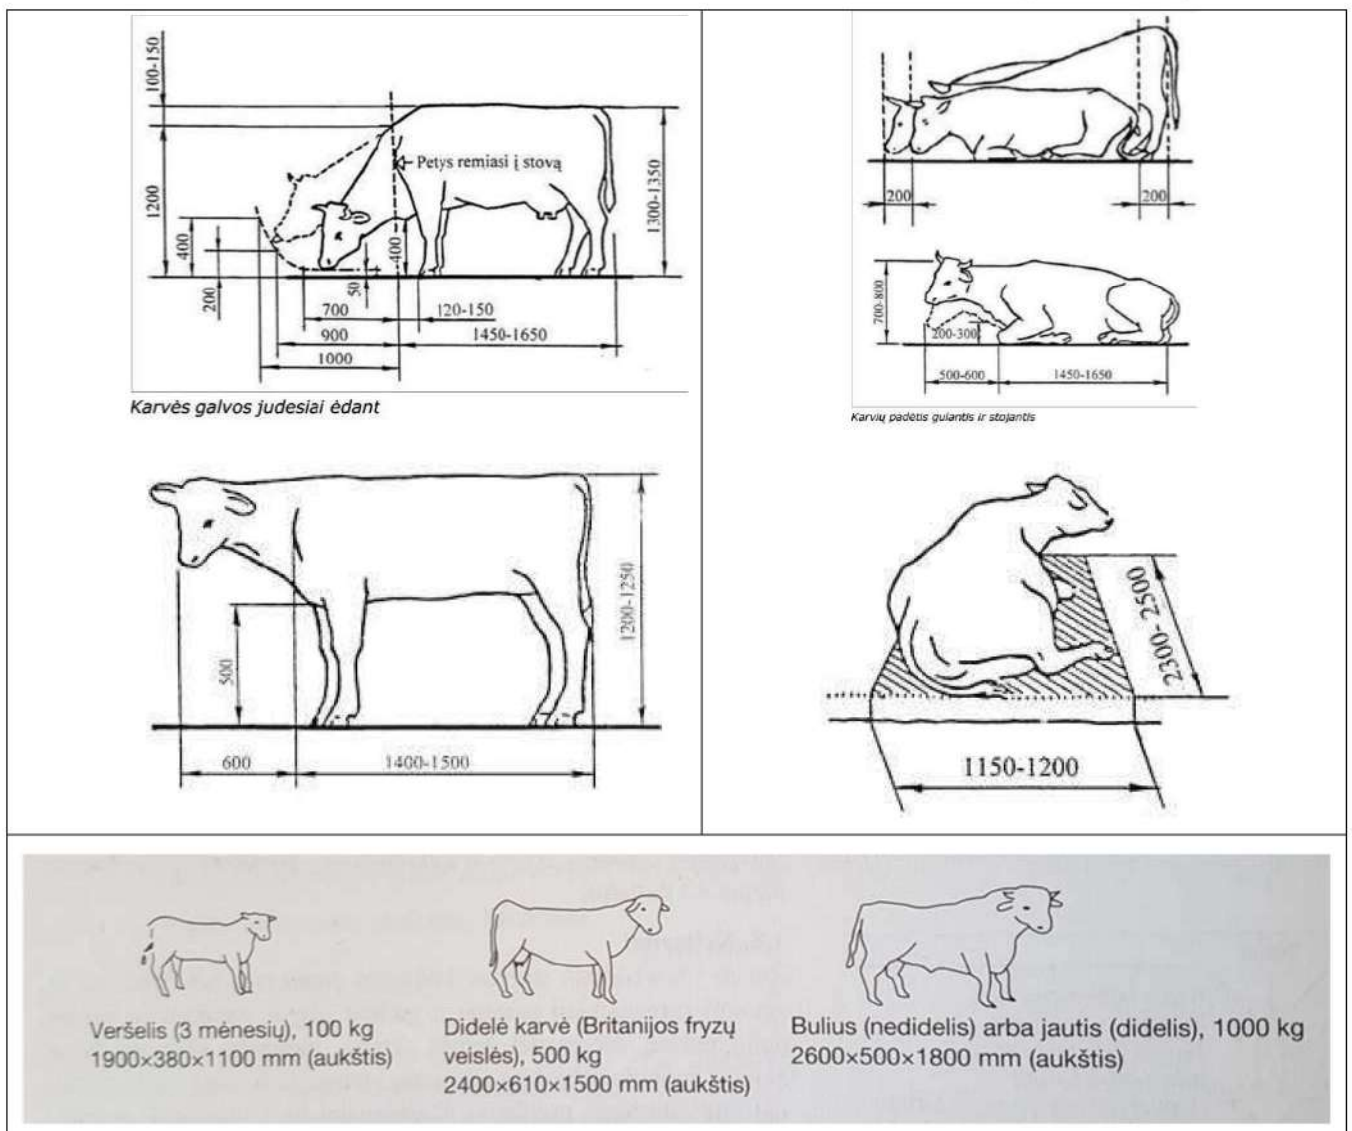 100-150
1200
400
200
Petys remiasi į stovą
400
50
1300-1350
700
120-150
900
1450-1650
1000
Karvės galvos judesiai ėdant
200
200
700-800
200-300
500-600
1450-1650
Karvių padėtis gulantis ir stojantis
500
1200-1250
600
1400-1500
2300-2500
1150-1200
Veršelis (3 mėnesių), 100 kg
1900×380×1100 mm (aukštis)
Didelė karvė (Britanijos fryzų
veislės), 500 kg
2400×610×1500 mm (aukštis)
Bulius (nedidelis) arba jautis (didelis), 1000 kg
2600×500×1800 mm (aukštis)